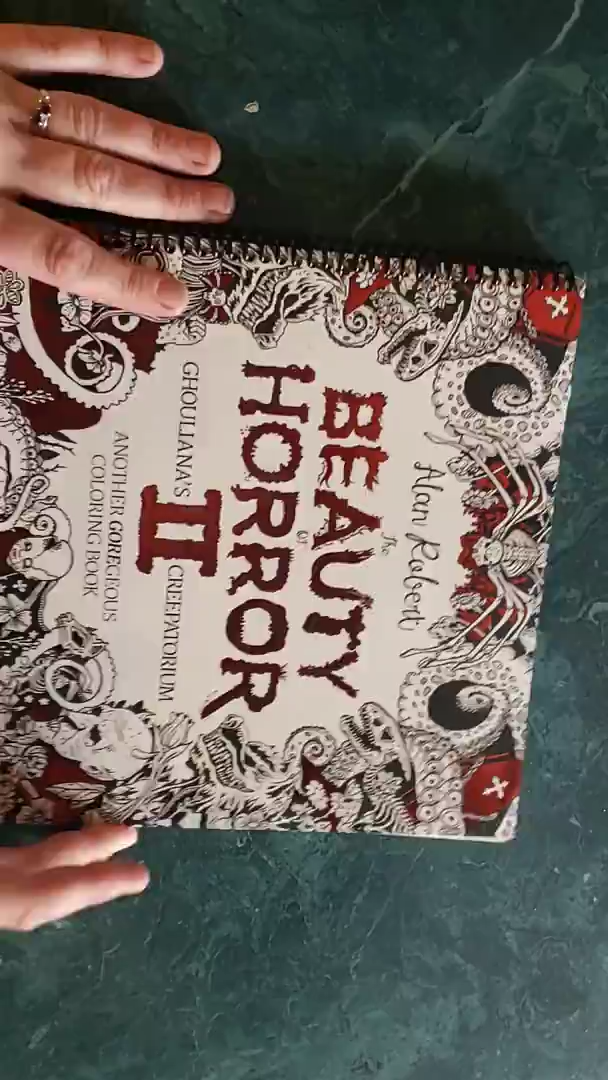 Alan Robert
The
BEAUTY
OF
HORROR
II
GHOULIANA'S CREEPATORIUM
ANOTHER GOREGEOUS
COLORING BOOK